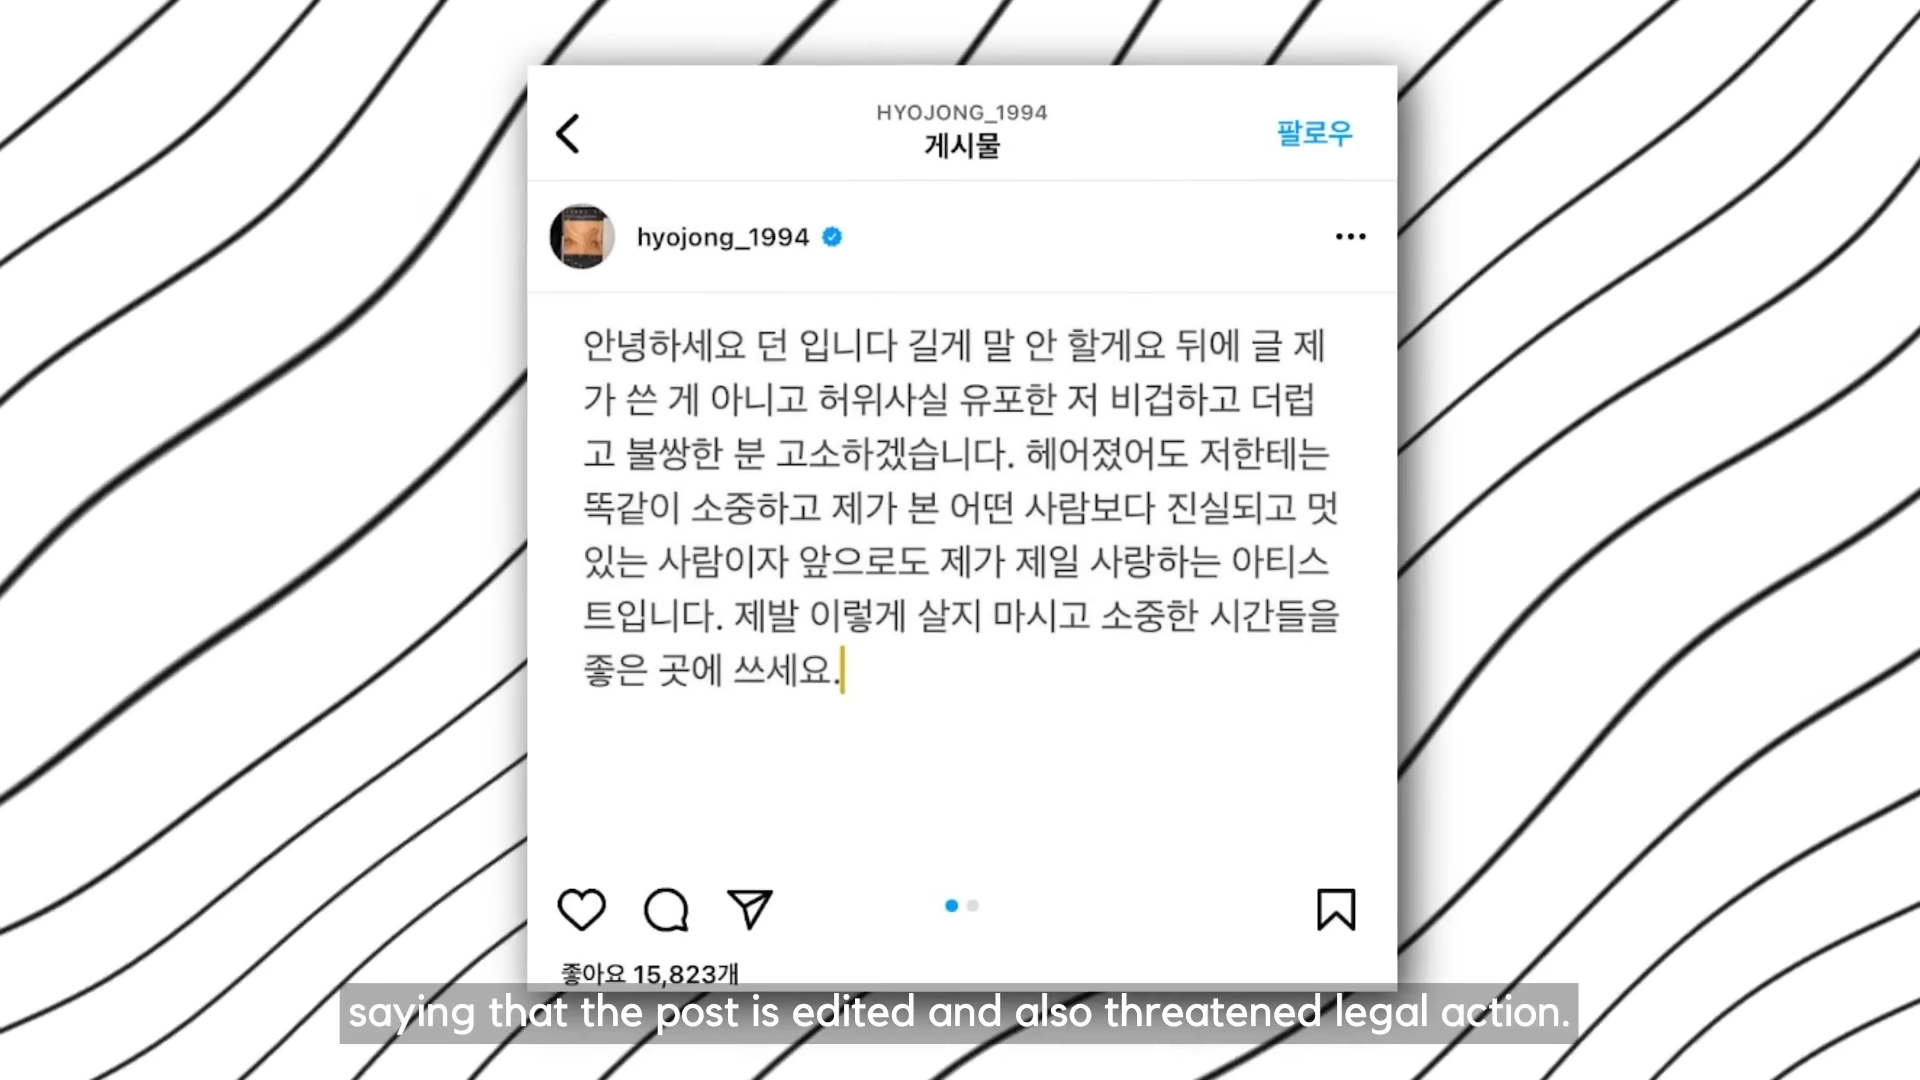 HYOJONG_1994
게시물
팔로우
hyojong_1994
안녕하세요 던 입니다 길게 말 안 할게요 뒤에 글 제
가 쓴 게 아니고 허위사실 유포한 저 비겁하고 더럽
고 불쌍한 분 고소하겠습니다. 헤어졌어도 저한테는
똑같이 소중하고 제가 본 어떤 사람보다 진실되고 멋
있는 사람이자 앞으로도 제가 제일 사랑하는 아티스
트입니다. 제발 이렇게 살지 마시고 소중한 시간들을
좋은 곳에 쓰세요.
좋아요 15,823개
saying that the post is edited and also threatened legal action.